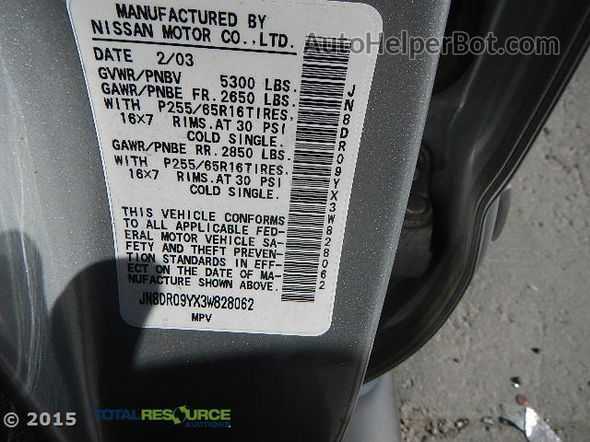 MANUFACTURED BY
NISSAN MOTOR CO., LTD.
DATE 2/03
GVWR/PNBV 5300 LBS.
GAWR/PNBE FR. 2650 LBS.
WITH P255/65R16TIRES,
16×7 RIMS.AT 30 PSI
COLD SINGLE.
GAWR/PNBE RR. 2850 LBS.
WITH P255/65R16TIRES,
16×7 RIMS.AT 30 PSI
COLD SINGLE.
THIS VEHICLE CONFORMS
TO ALL APPLICABLE FED-
ERAL MOTOR VEHICLE SA-
FETY AND THEFT PREVEN-
TION STANDARDS IN EFF-
ECT ON THE DATE OF MA-
NUFACTURE SHOWN ABOVE.
JN8DR09YX3W828062
MPV
JN8DR09YX3W828062
AutoHelperBot.com
© 2015
TOTALRESOURCE
AUCTIONS